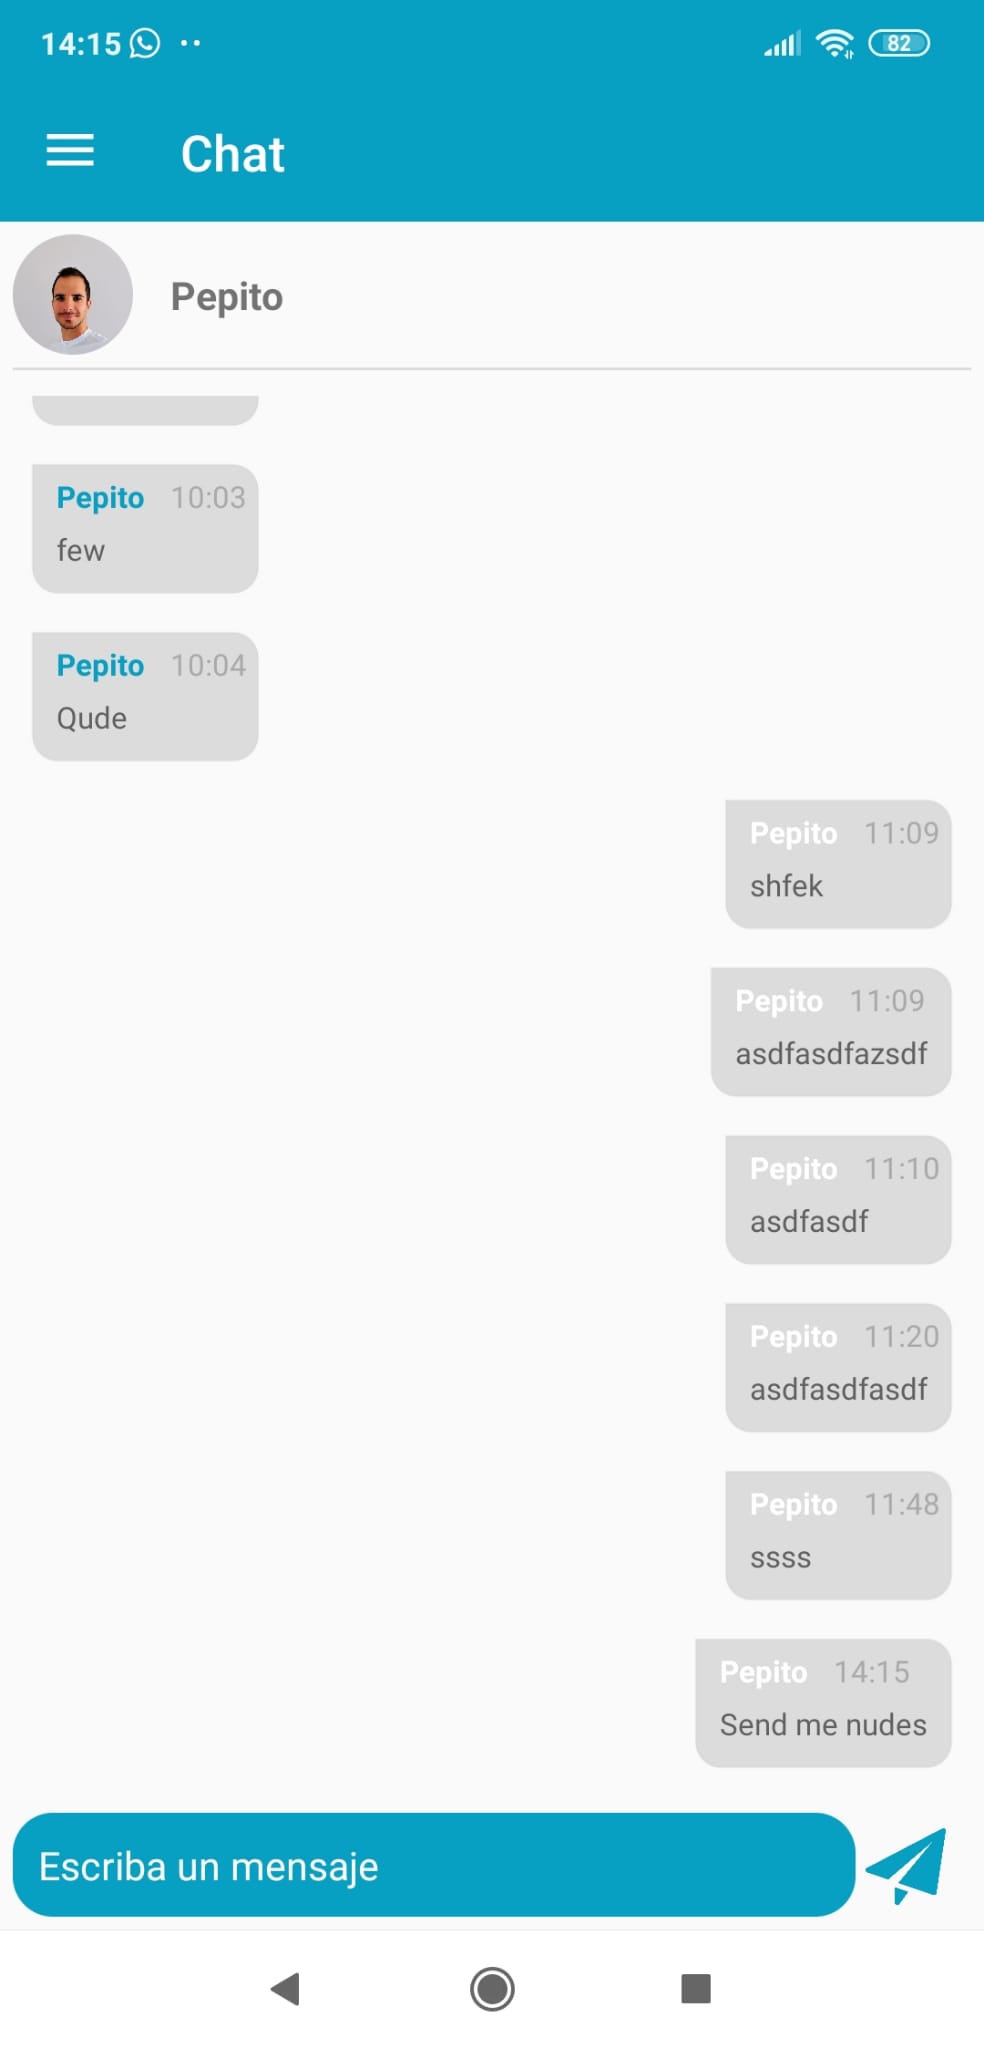 14:15
82
Chat
Pepito
Pepito 10:03
few
Pepito 10:04
Qude
Pepito 11:09
shfek
Pepito 11:09
asdfasdfazsdf
Pepito 11:10
asdfasdf
Pepito 11:20
asdfasdfasdf
Pepito 11:48
ssss
Pepito 14:15
Send me nudes
Escriba un mensaje